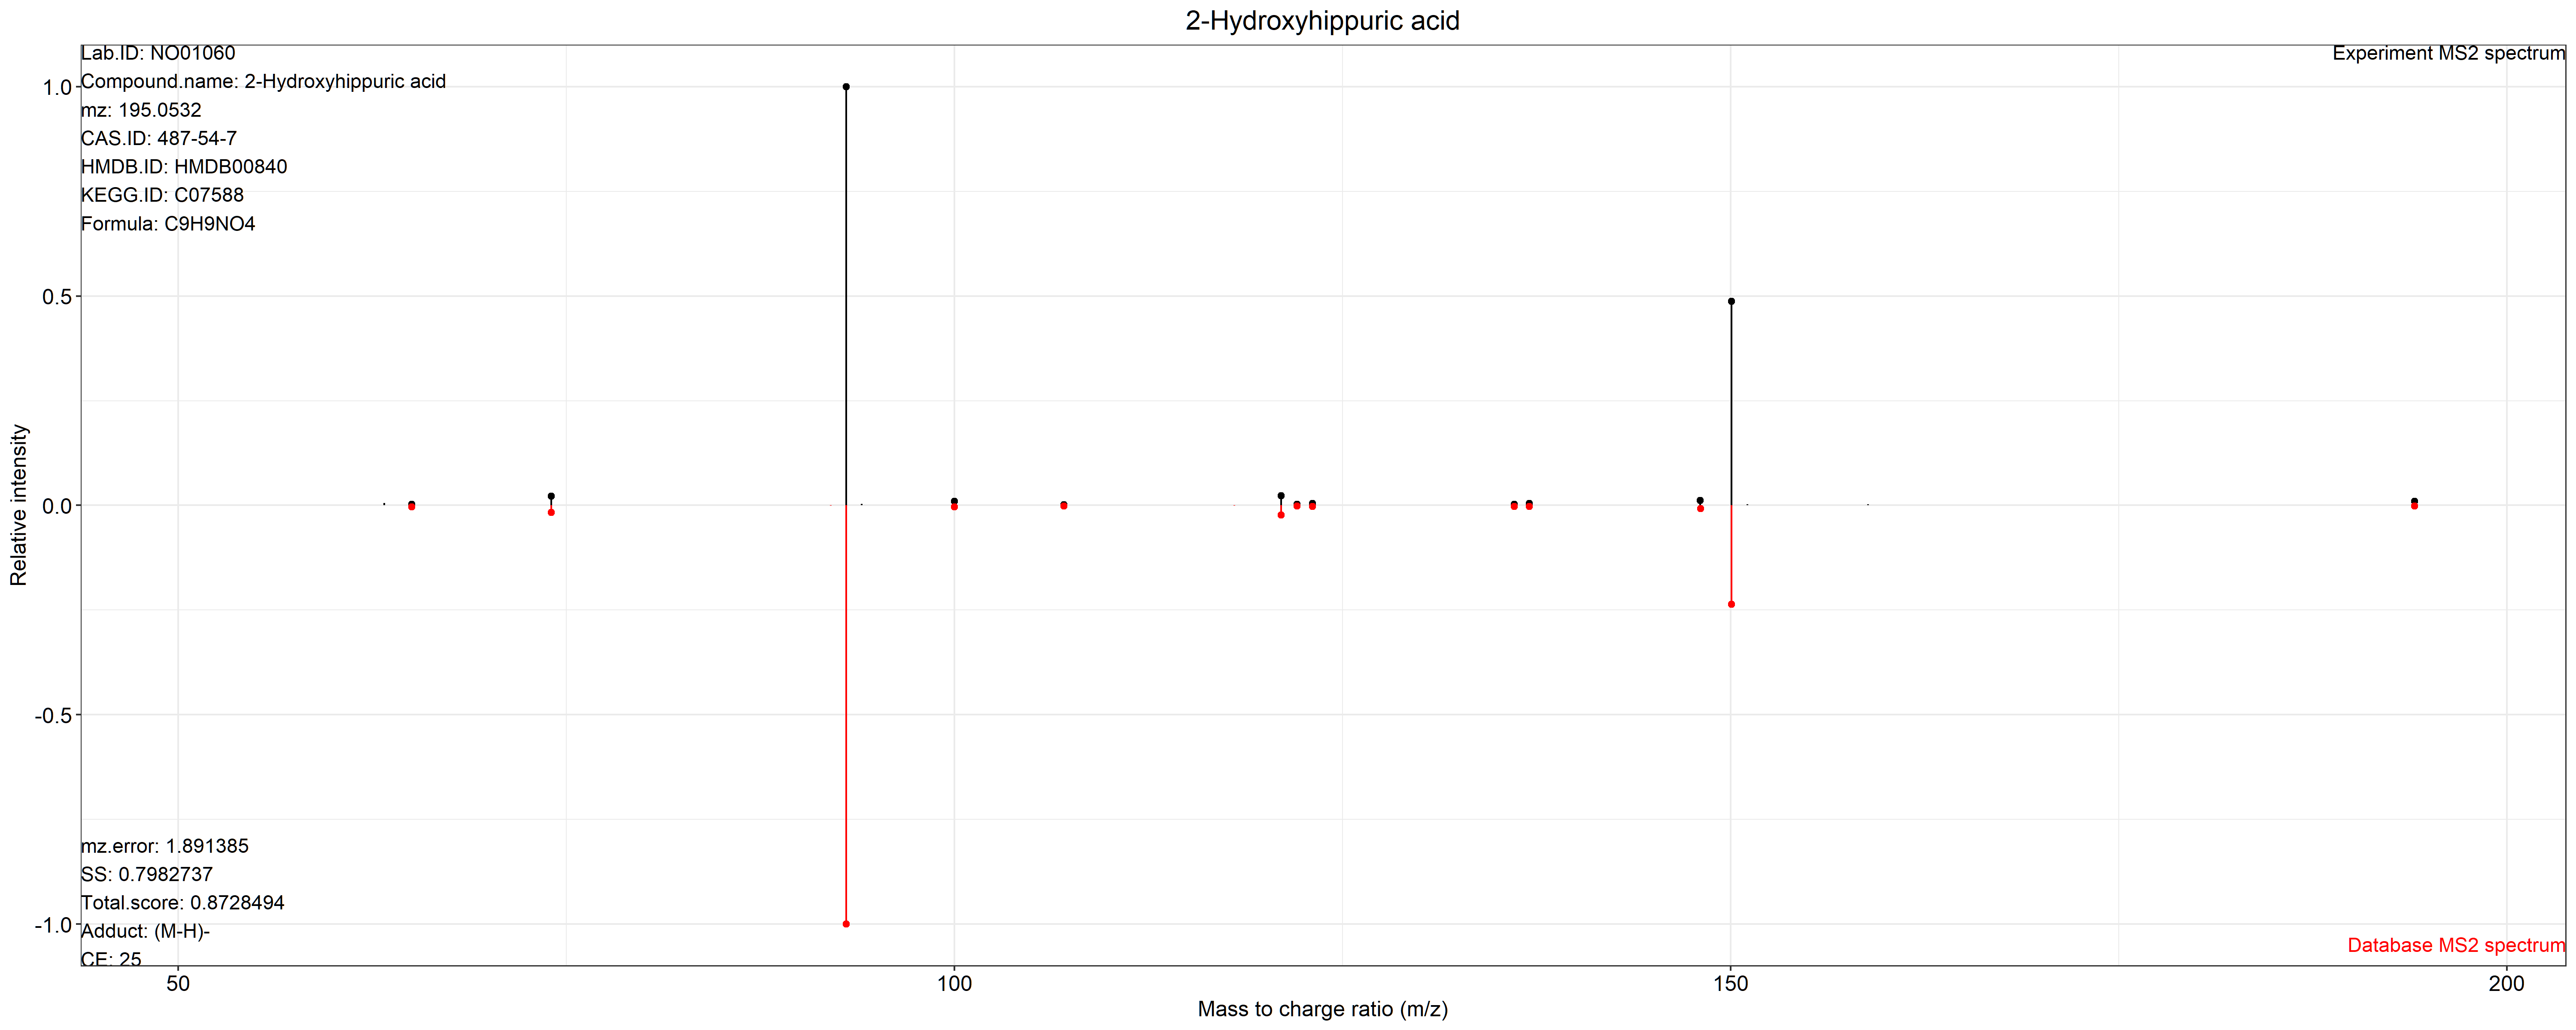 2-Hydroxyhippuric acid
Lab.ID: NO01060
Experiment MS2 spectrum
Compound.name: 2-Hydroxyhippuric acid
mz: 195.0532
CAS.ID: 487-54-7
HMDB.ID: HMDB00840
KEGG.ID: C07588
Formula: C9H9NO4
1.0
0.5
0.0
-0.5
-1.0
Relative intensity
mz.error: 1.891385
SS: 0.7982737
Total.score: 0.8728494
Adduct: (M-H)-
CE: 25
Database MS2 spectrum
50 100 150 200
Mass to charge ratio (m/z)